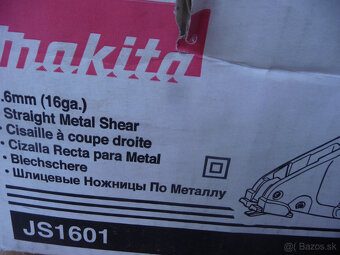 makita
.6mm (16ga.)
Straight Metal Shear
• Cisaille à coupe droite
• Cizalla Recta para Metal
• Blechschere
• Шлицевые Ножницы По Металлу
JS1601
Bazos.sk